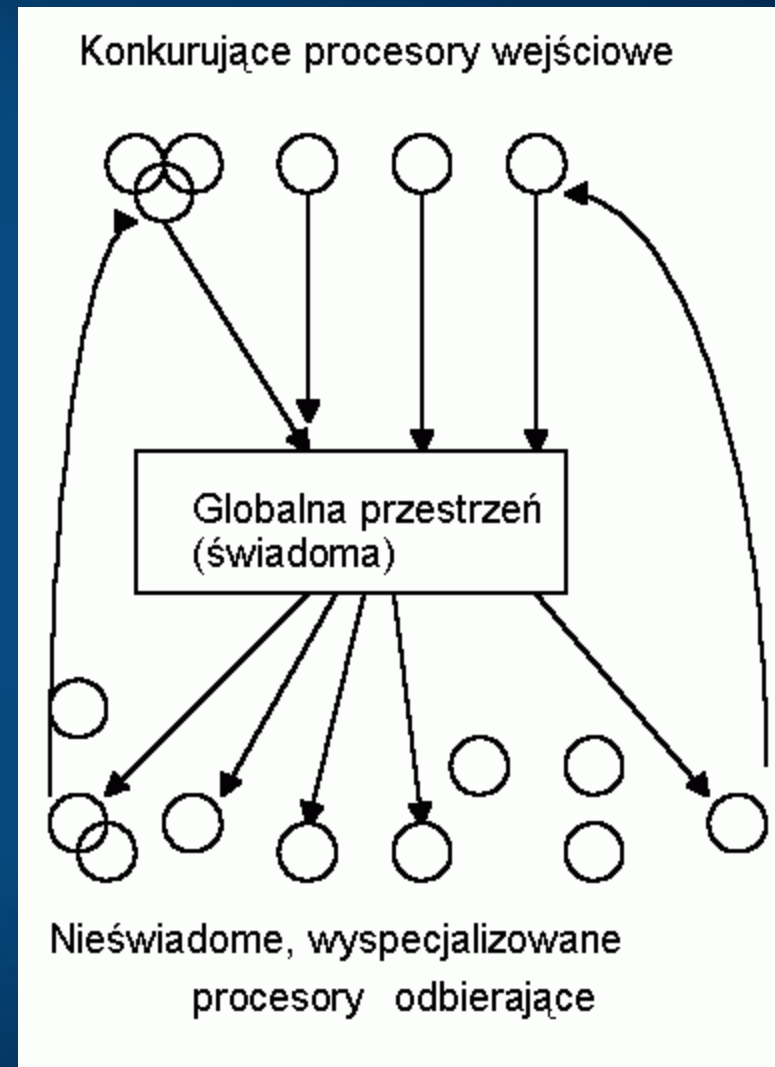 Konkurujące procesory wejściowe
Globalna przestrzeń
(świadoma)
Nieświadome, wyspecjalizowane
procesory odbierające